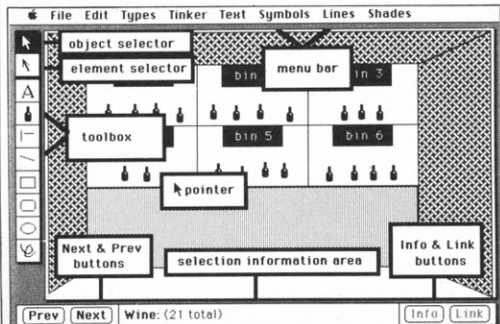 File Edit Types Tinker Text Symbols Lines Shades
object selector
element selector
menu bar
bin
in 3
A
toolbox
bin 5
bin 6
pointer
Next & Prev
buttons
selection information area
Info & Link
buttons
Prev Next Wine: (21 total) Info Link